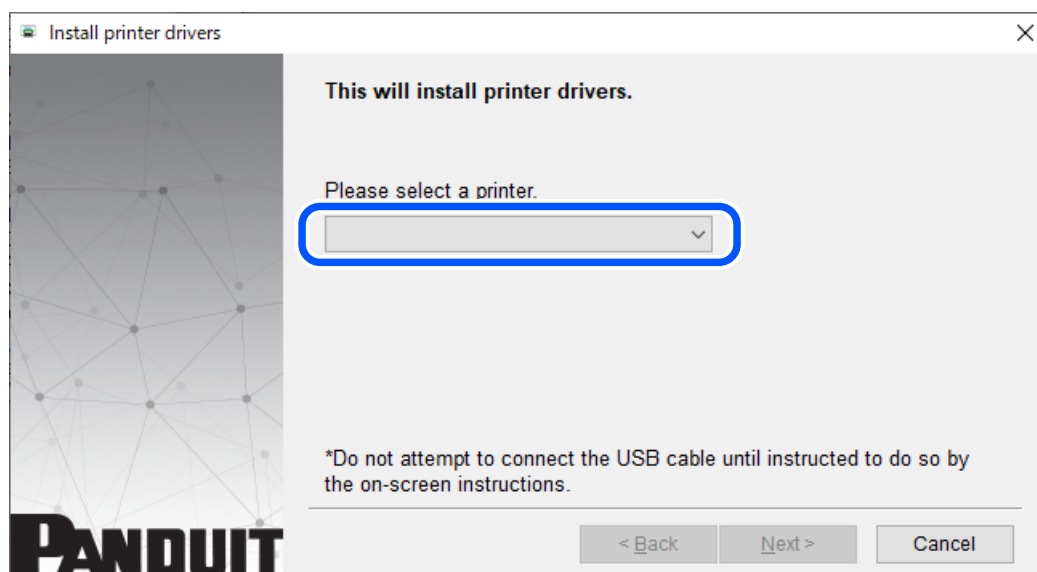 Install printer drivers
This will install printer drivers.
Please select a printer.
*Do not attempt to connect the USB cable until instructed to do so by
the on-screen instructions.
PANDUIT
< Back Next > Cancel